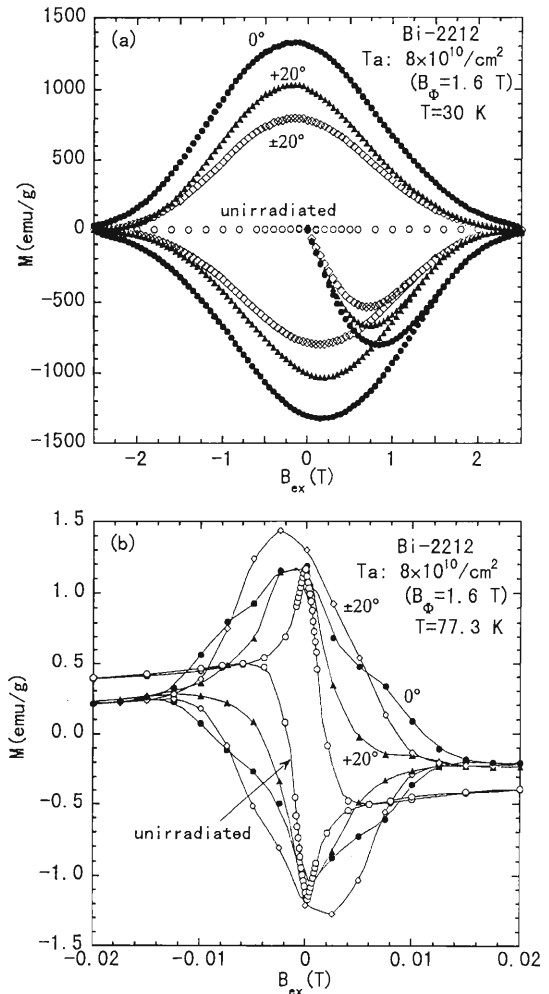 (a)
Bi-2212
Ta: 8×10¹⁰/cm²
(B_Φ=1.6 T)
T=30 K
0°
+20°
±20°
unirradiated
M(emu/g)
1500
1000
500
0
-500
-1000
-1500
-2 -1 0 1 2
B_ex(T)
(b)
Bi-2212
Ta: 8×10¹⁰/cm²
(B_Φ=1.6 T)
T=77.3 K
±20°
0°
+20°
unirradiated
M(emu/g)
1.5
1.0
0.5
0.0
-0.5
-1.0
-1.5
-0.02 -0.01 0 0.01 0.02
B_ex(T)